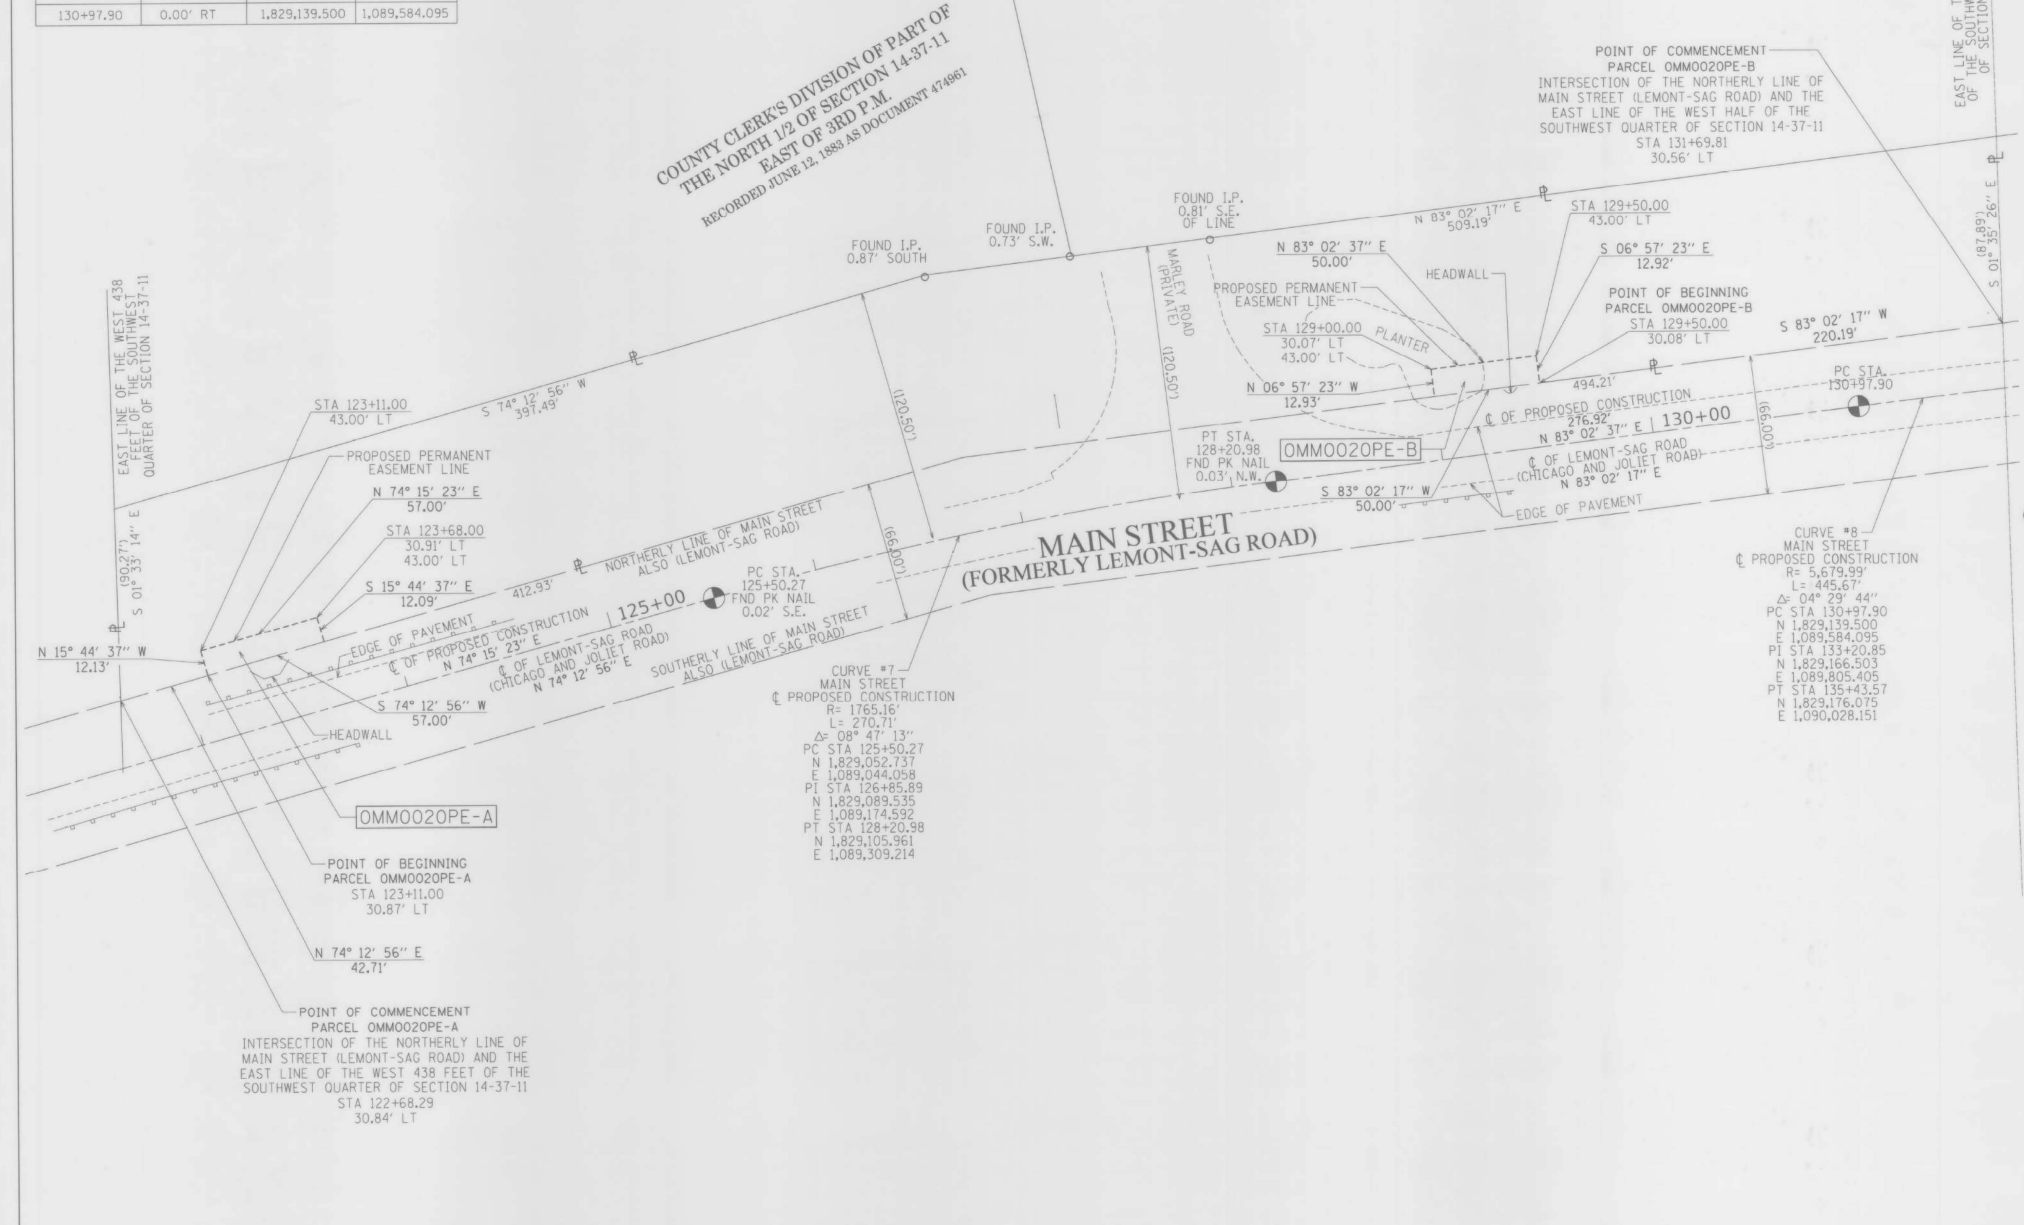 130+97.90 0.00' RT 1,829,139.500 1,089,584.095
COUNTY CLERK'S DIVISION OF PART OF
THE NORTH 1/2 OF SECTION 14-37-11
EAST OF 3RD P.M.
RECORDED JUNE 12, 1883 AS DOCUMENT 474961
POINT OF COMMENCEMENT
PARCEL OMM0020PE-B
INTERSECTION OF THE NORTHERLY LINE OF
MAIN STREET (LEMONT-SAG ROAD) AND THE
EAST LINE OF THE WEST HALF OF THE
SOUTHWEST QUARTER OF SECTION 14-37-11
STA 131+69.81
30.56' LT
EAST LINE OF
OF THE
OF SECTION
(87.89')
S 01° 35' 26" E
FOUND I.P.
0.87' SOUTH
FOUND I.P.
0.73' S.W.
FOUND I.P.
0.81' S.E.
OF LINE
N 83° 02' 17" E
509.19'
STA 129+50.00
43.00' LT
S 06° 57' 23" E
12.92'
N 83° 02' 37" E
50.00'
HEADWALL
PROPOSED PERMANENT
EASEMENT LINE
POINT OF BEGINNING
PARCEL OMM0020PE-B
STA 129+50.00
30.08' LT
STA 129+00.00
30.07' LT
43.00' LT
PLANTER
S 83° 02' 17" W
220.19'
MARLEY ROAD
(PRIVATE)
(120.50')
N 06° 57' 23" W
12.93'
494.21'
PC STA.
130+97.90
℄ OF PROPOSED CONSTRUCTION
276.92'
N 83° 02' 37" E
130+00
(66.00')
PT STA.
128+20.98
FND PK NAIL
0.03' N.W.
OMM0020PE-B
℄ OF LEMONT-SAG ROAD
(CHICAGO AND JOLIET ROAD)
N 83° 02' 17" E
S 83° 02' 17" W
50.00'
EDGE OF PAVEMENT
EAST LINE OF THE WEST 438
FEET OF THE SOUTHWEST
QUARTER OF SECTION 14-37-11
(90.27')
S 01° 33' 14" E
STA 123+11.00
43.00' LT
S 74° 12' 56" W
397.49'
(120.50')
PROPOSED PERMANENT
EASEMENT LINE
N 74° 15' 23" E
57.00'
STA 123+68.00
30.91' LT
43.00' LT
S 15° 44' 37" E
12.09'
412.93'
NORTHERLY LINE OF MAIN STREET
ALSO (LEMONT-SAG ROAD)
(66.00')
MAIN STREET
(FORMERLY LEMONT-SAG ROAD)
PC STA.
125+50.27
FND PK NAIL
0.02' S.E.
125+00
N 15° 44' 37" W
12.13'
EDGE OF PAVEMENT
℄ OF PROPOSED CONSTRUCTION
N 74° 15' 23" E
℄ OF LEMONT-SAG ROAD
(CHICAGO AND JOLIET ROAD)
N 74° 12' 56" E
SOUTHERLY LINE OF MAIN STREET
ALSO (LEMONT-SAG ROAD)
S 74° 12' 56" W
57.00'
HEADWALL
CURVE #7
MAIN STREET
℄ PROPOSED CONSTRUCTION
R= 1765.16'
L= 270.71'
Δ= 08° 47' 13"
PC STA 125+50.27
N 1,829,052.737
E 1,089,044.058
PI STA 126+85.89
N 1,829,089.535
E 1,089,174.592
PT STA 128+20.98
N 1,829,105.961
E 1,089,309.214
CURVE #8
MAIN STREET
℄ PROPOSED CONSTRUCTION
R= 5,679.99'
L= 445.67'
Δ= 04° 29' 44"
PC STA 130+97.90
N 1,829,139.500
E 1,089,584.095
PI STA 133+20.85
N 1,829,166.503
E 1,089,805.405
PT STA 135+43.57
N 1,829,176.075
E 1,090,028.151
OMM0020PE-A
POINT OF BEGINNING
PARCEL OMM0020PE-A
STA 123+11.00
30.87' LT
N 74° 12' 56" E
42.71'
POINT OF COMMENCEMENT
PARCEL OMM0020PE-A
INTERSECTION OF THE NORTHERLY LINE OF
MAIN STREET (LEMONT-SAG ROAD) AND THE
EAST LINE OF THE WEST 438 FEET OF THE
SOUTHWEST QUARTER OF SECTION 14-37-11
STA 122+68.29
30.84' LT